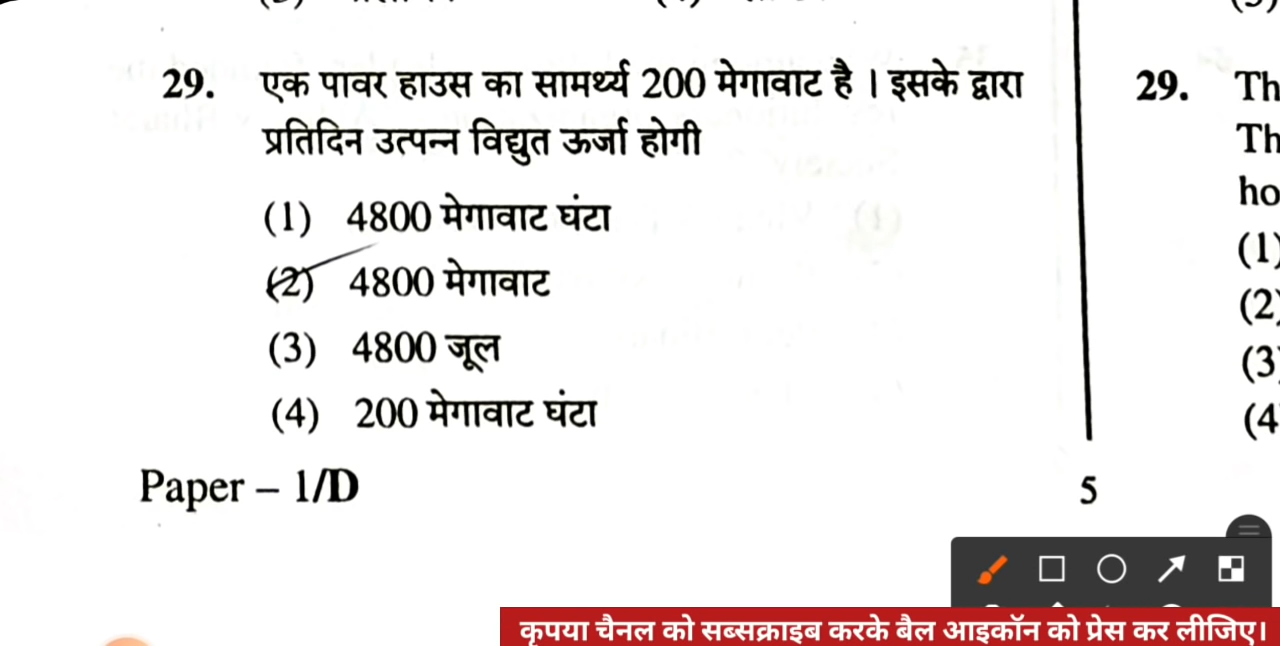 29. एक पावर हाउस का सामर्थ्य 200 मेगावाट है । इसके द्वारा
प्रतिदिन उत्पन्न विद्युत ऊर्जा होगी
(1) 4800 मेगावाट घंटा
(2) 4800 मेगावाट
(3) 4800 जूल
(4) 200 मेगावाट घंटा
Paper – 1/D
5
29. Th
Th
ho
(1)
(2)
(3)
(4
कृपया चैनल को सब्सक्राइब करके बैल आइकॉन को प्रेस कर लीजिए।